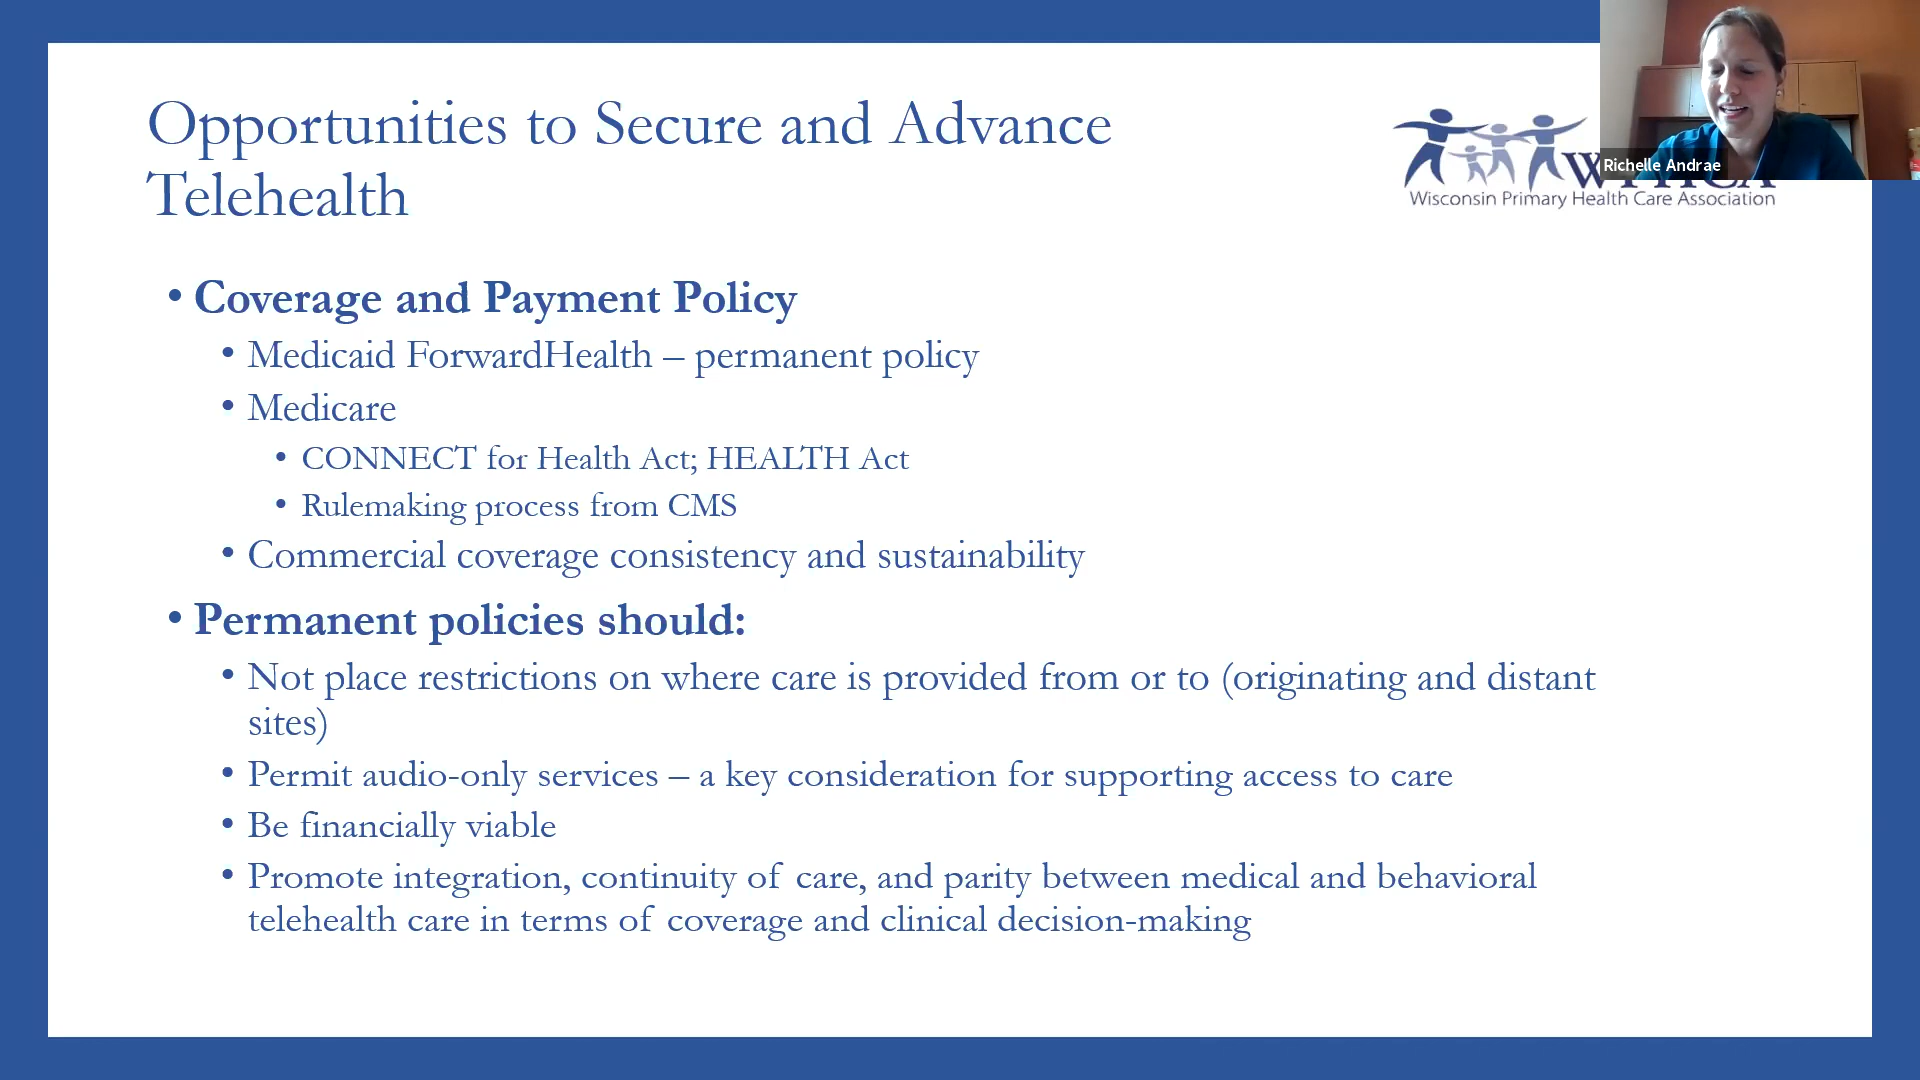 Opportunities to Secure and Advance
Telehealth
Richelle Andrae
Wisconsin Primary Health Care Association
• Coverage and Payment Policy
• Medicaid ForwardHealth – permanent policy
• Medicare
• CONNECT for Health Act; HEALTH Act
• Rulemaking process from CMS
• Commercial coverage consistency and sustainability
• Permanent policies should:
• Not place restrictions on where care is provided from or to (originating and distant
sites)
• Permit audio-only services – a key consideration for supporting access to care
• Be financially viable
• Promote integration, continuity of care, and parity between medical and behavioral
telehealth care in terms of coverage and clinical decision-making